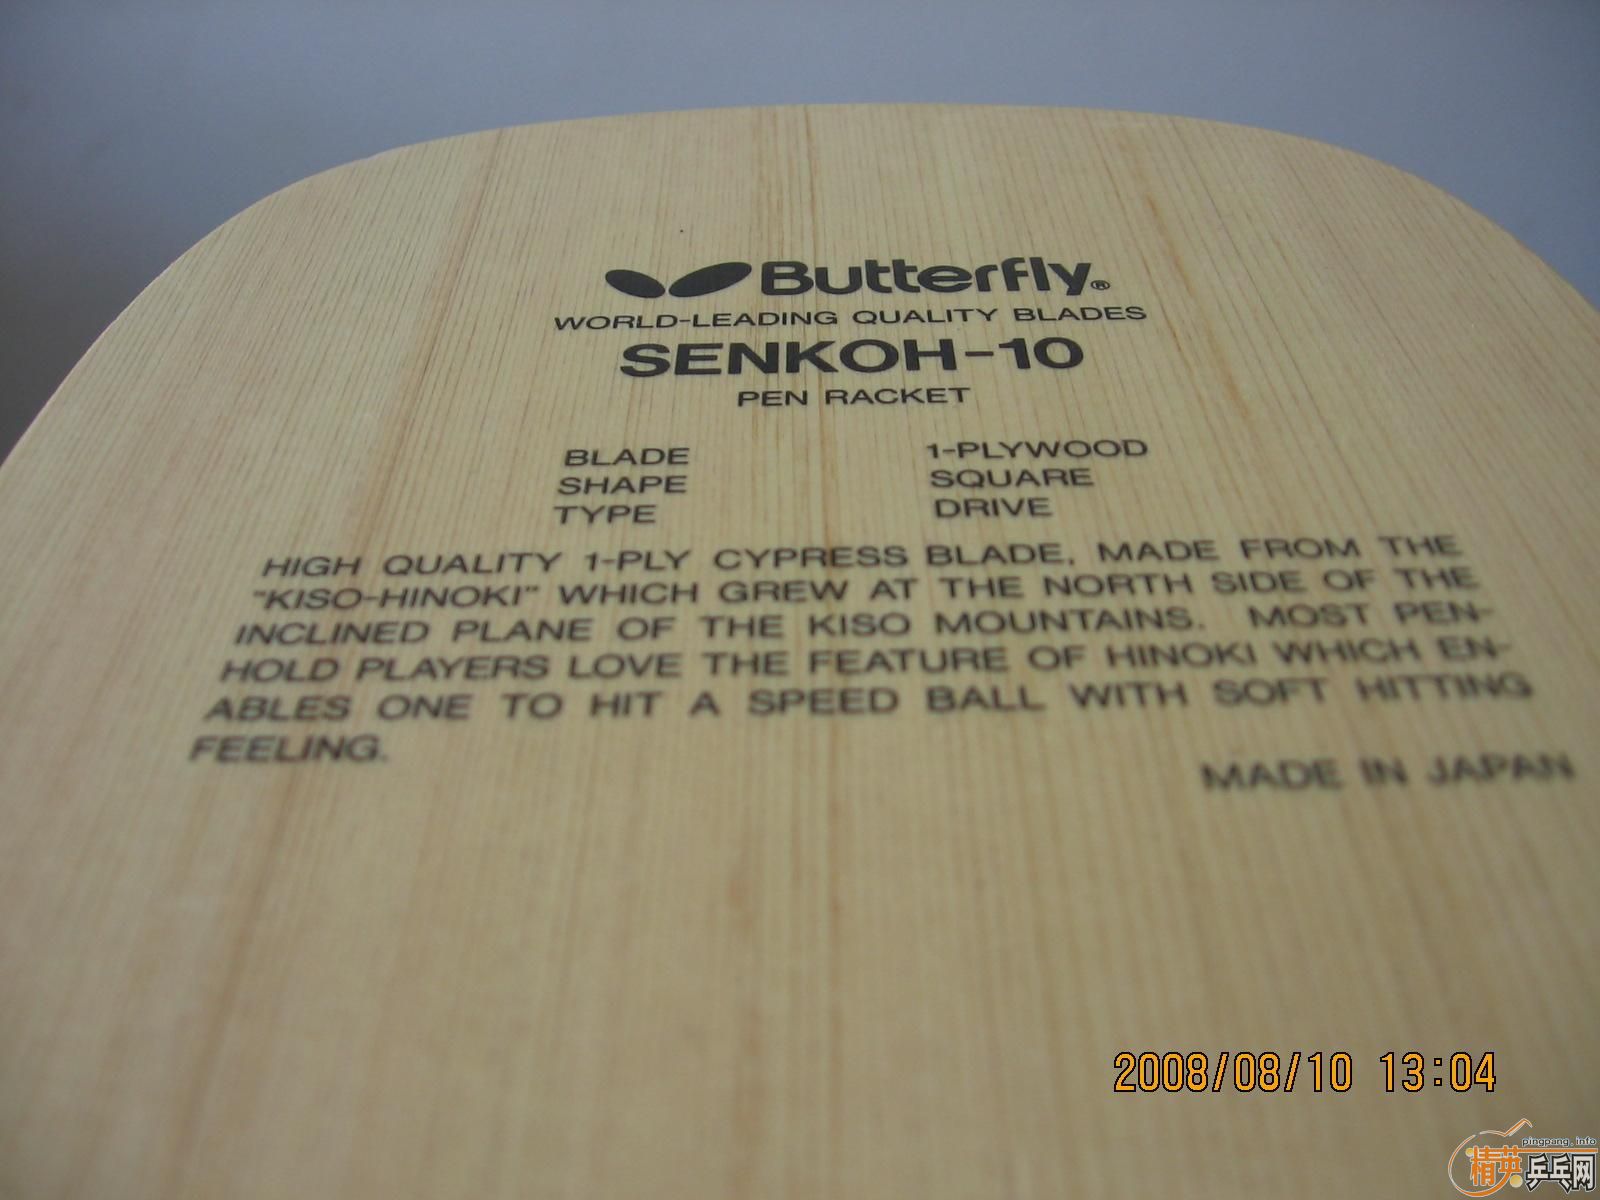 Butterfly®
WORLD-LEADING QUALITY BLADES
SENKOH-10
PEN RACKET
BLADE 1-PLYWOOD
SHAPE SQUARE
TYPE DRIVE
HIGH QUALITY 1-PLY CYPRESS BLADE, MADE FROM THE
"KISO-HINOKI" WHICH GREW AT THE NORTH SIDE OF THE
INCLINED PLANE OF THE KISO MOUNTAINS. MOST PEN-
HOLD PLAYERS LOVE THE FEATURE OF HINOKI WHICH EN-
ABLES ONE TO HIT A SPEED BALL WITH SOFT HITTING
FEELING.
MADE IN JAPAN
2008/08/10 13:04
pingpang.info
精英乒乓网